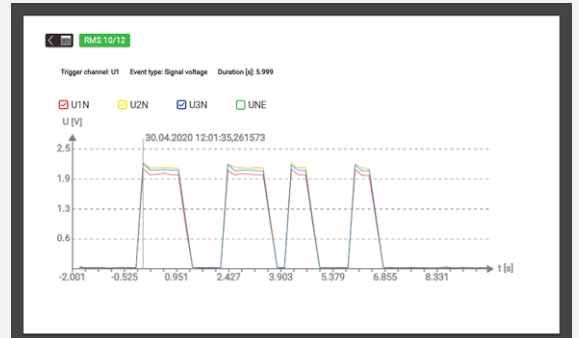 RMS 10/12
Trigger channel: U1 Event type: Signal voltage Duration [s]: 5.999
U1N U2N U3N UNE
U [V]
30.04.2020 12:01:35,261573
2.5
1.9
1.3
0.6
t [s]
-2.001 -0.525 0.951 2.427 3.903 5.379 6.855 8.331